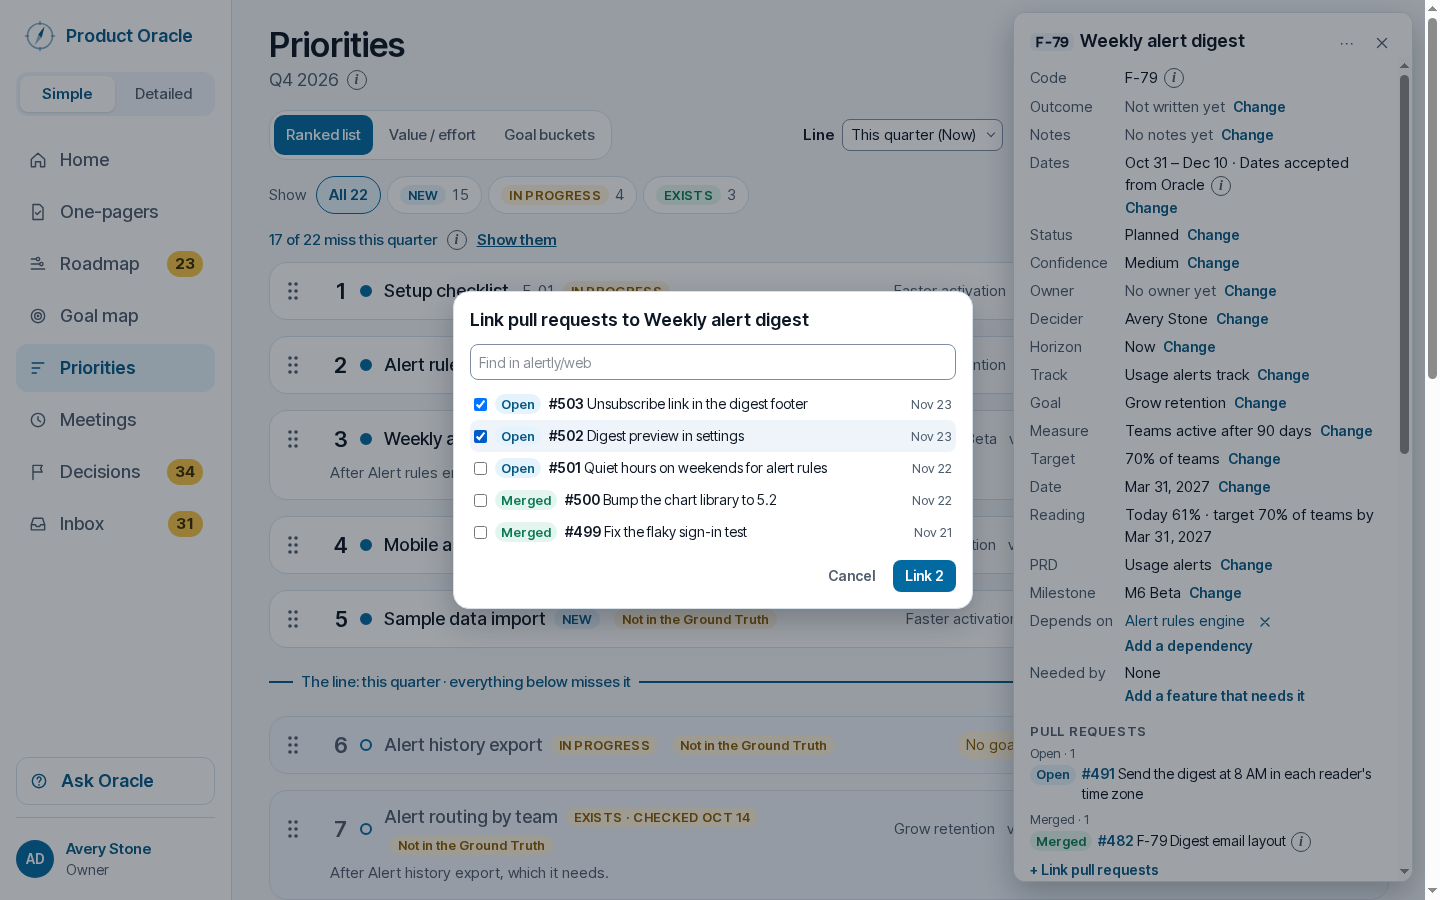 Product Oracle
Simple
Detailed
Home
One-pagers
Roadmap 23
Goal map
Priorities
Meetings
Decisions 34
Inbox 31
Ask Oracle
AD
Avery Stone
Owner
Priorities
Q4 2026 i
Ranked list
Value / effort
Goal buckets
Line This quarter (Now)
Show
All 22
NEW 15
IN PROGRESS 4
EXISTS 3
17 of 22 miss this quarter i Show them
1 Setup checklist F-01 IN PROGRESS Faster activation
2 Alert rule
3 Weekly a
After Alert rules en
4 Mobile a
5 Sample data import NEW Not in the Ground Truth Faster activation
The line: this quarter · everything below misses it
6 Alert history export IN PROGRESS Not in the Ground Truth No goa
7 Alert routing by team EXISTS · CHECKED OCT 14
Not in the Ground Truth
Grow retention
After Alert history export, which it needs.
Link pull requests to Weekly alert digest
Find in alertly/web
Open #503 Unsubscribe link in the digest footer Nov 23
Open #502 Digest preview in settings Nov 23
Open #501 Quiet hours on weekends for alert rules Nov 22
Merged #500 Bump the chart library to 5.2 Nov 22
Merged #499 Fix the flaky sign-in test Nov 21
Cancel
Link 2
F-79 Weekly alert digest ...
Code F-79 i
Outcome Not written yet Change
Notes No notes yet Change
Dates Oct 31 – Dec 10 · Dates accepted
from Oracle i
Change
Status Planned Change
Confidence Medium Change
Owner No owner yet Change
Decider Avery Stone Change
Horizon Now Change
Track Usage alerts track Change
Goal Grow retention Change
Measure Teams active after 90 days Change
Target 70% of teams Change
Date Mar 31, 2027 Change
Reading Today 61% · target 70% of teams by
Mar 31, 2027
PRD Usage alerts Change
Milestone M6 Beta Change
Depends on Alert rules engine
Add a dependency
Needed by None
Add a feature that needs it
PULL REQUESTS
Open · 1
Open #491 Send the digest at 8 AM in each reader's
time zone
Merged · 1
Merged #482 F-79 Digest email layout i
+ Link pull requests